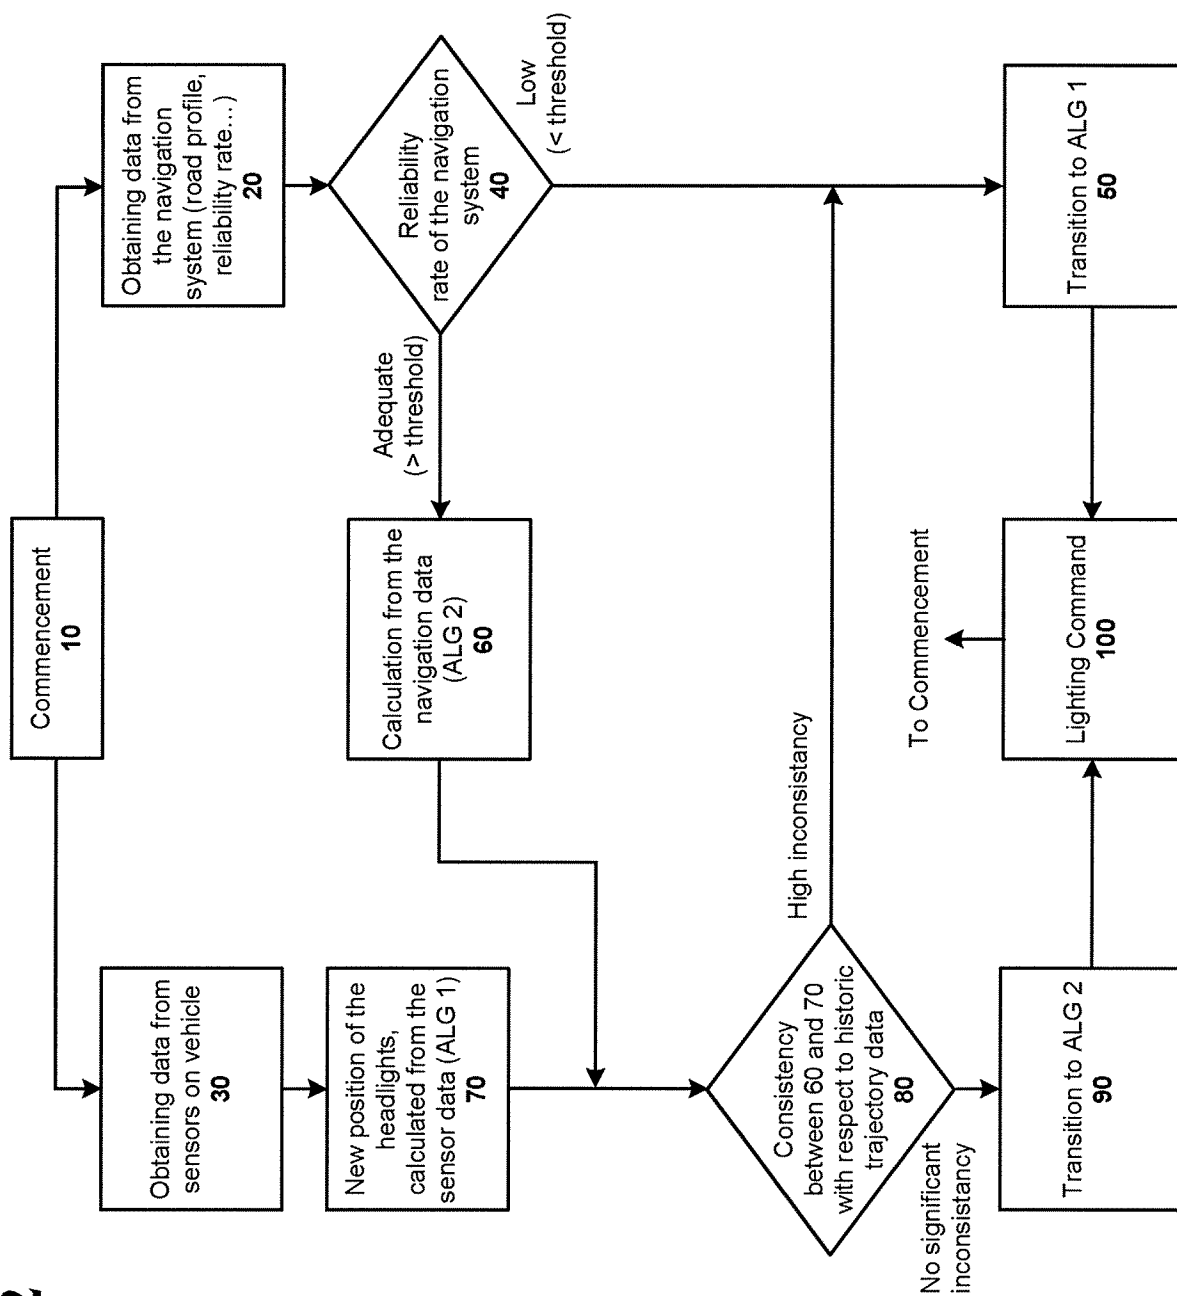 Commencement
10
Obtaining data from
the navigation
system (road profile,
reliability rate...)
20
Obtaining data from
sensors on vehicle
30
Reliability
rate of the navigation
system
40
Low
(< threshold)
Adequate
(> threshold)
Calculation from the
navigation data
(ALG 2)
60
New position of the
headlights,
calculated from the
sensor data (ALG 1)
70
Consistency
between 60 and 70
with respect to historic
trajectory data
80
High inconsistancy
No significant
inconsistancy
Transition to ALG 2
90
To Commencement
Lighting Command
100
Transition to ALG 1
50